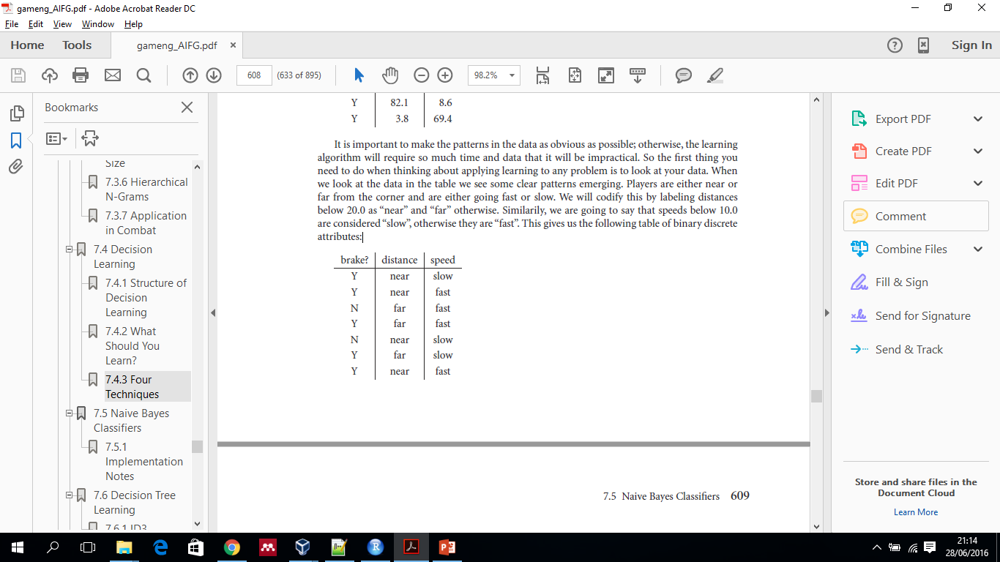 gameng_AIFG.pdf - Adobe Acrobat Reader DC
File Edit View Window Help
Home Tools gameng_AIFG.pdf × Sign In
608 (633 of 895) 98.2%
Bookmarks
Size
7.3.6 Hierarchical
N-Grams
7.3.7 Application
in Combat
7.4 Decision
Learning
7.4.1 Structure of
Decision
Learning
7.4.2 What
Should You
Learn?
7.4.3 Four
Techniques
7.5 Naive Bayes
Classifiers
7.5.1
Implementation
Notes
7.6 Decision Tree
Learning
7.6.1 ID3
Y 82.1 8.6
Y 3.8 69.4
It is important to make the patterns in the data as obvious as possible; otherwise, the learning
algorithm will require so much time and data that it will be impractical. So the first thing you
need to do when thinking about applying learning to any problem is to look at your data. When
we look at the data in the table we see some clear patterns emerging. Players are either near or
far from the corner and are either going fast or slow. We will codify this by labeling distances
below 20.0 as “near” and “far” otherwise. Similarily, we are going to say that speeds below 10.0
are considered “slow”, otherwise they are “fast”. This gives us the following table of binary discrete
attributes:
brake? distance speed
Y near slow
Y near fast
N far fast
Y far fast
N near slow
Y far slow
Y near fast
7.5 Naive Bayes Classifiers 609
Export PDF
Create PDF
Edit PDF
Comment
Combine Files
Fill & Sign
Send for Signature
Send & Track
Store and share files in the
Document Cloud
Learn More
21:14
28/06/2016